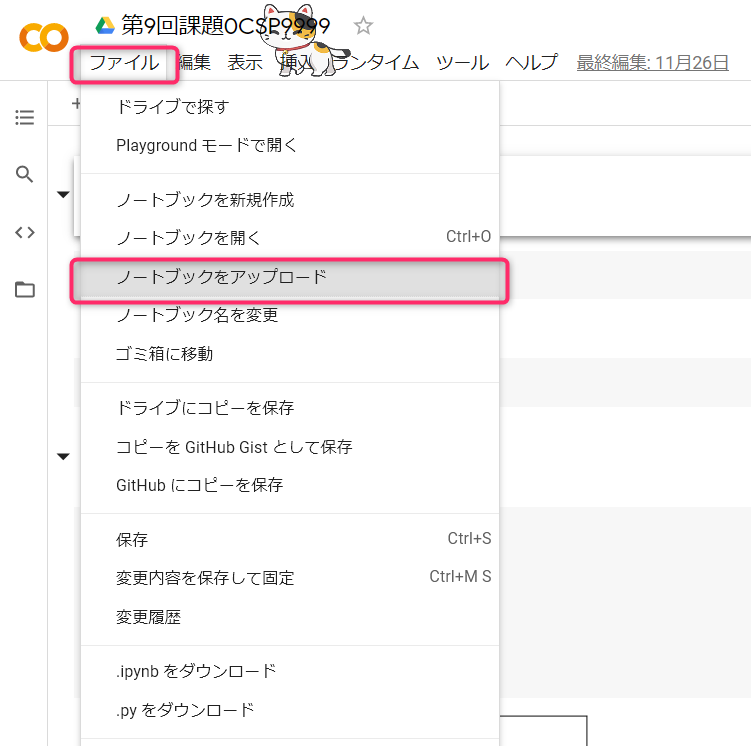 第9回課題0CSP9999
ファイル 編集 表示 挿入 ランタイム ツール ヘルプ 最終編集: 11月26日
ドライブで探す
Playground モードで開く
ノートブックを新規作成
ノートブックを開く Ctrl+O
ノートブックをアップロード
ノートブック名を変更
ゴミ箱に移動
ドライブにコピーを保存
コピーを GitHub Gist として保存
GitHub にコピーを保存
保存 Ctrl+S
変更内容を保存して固定 Ctrl+M S
変更履歴
.ipynb をダウンロード
.py をダウンロード